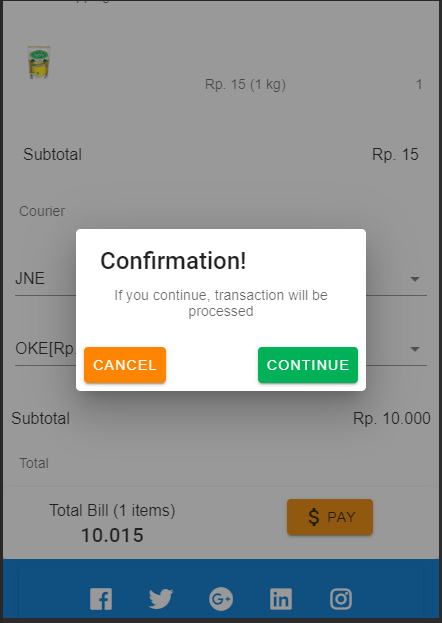 Rp. 15 (1 kg) 1
Subtotal Rp. 15
Courier
Confirmation!
JNE
If you continue, transaction will be
processed
OKE[Rp.
CANCEL CONTINUE
Subtotal Rp. 10.000
Total
Total Bill (1 items)
10.015
$ PAY